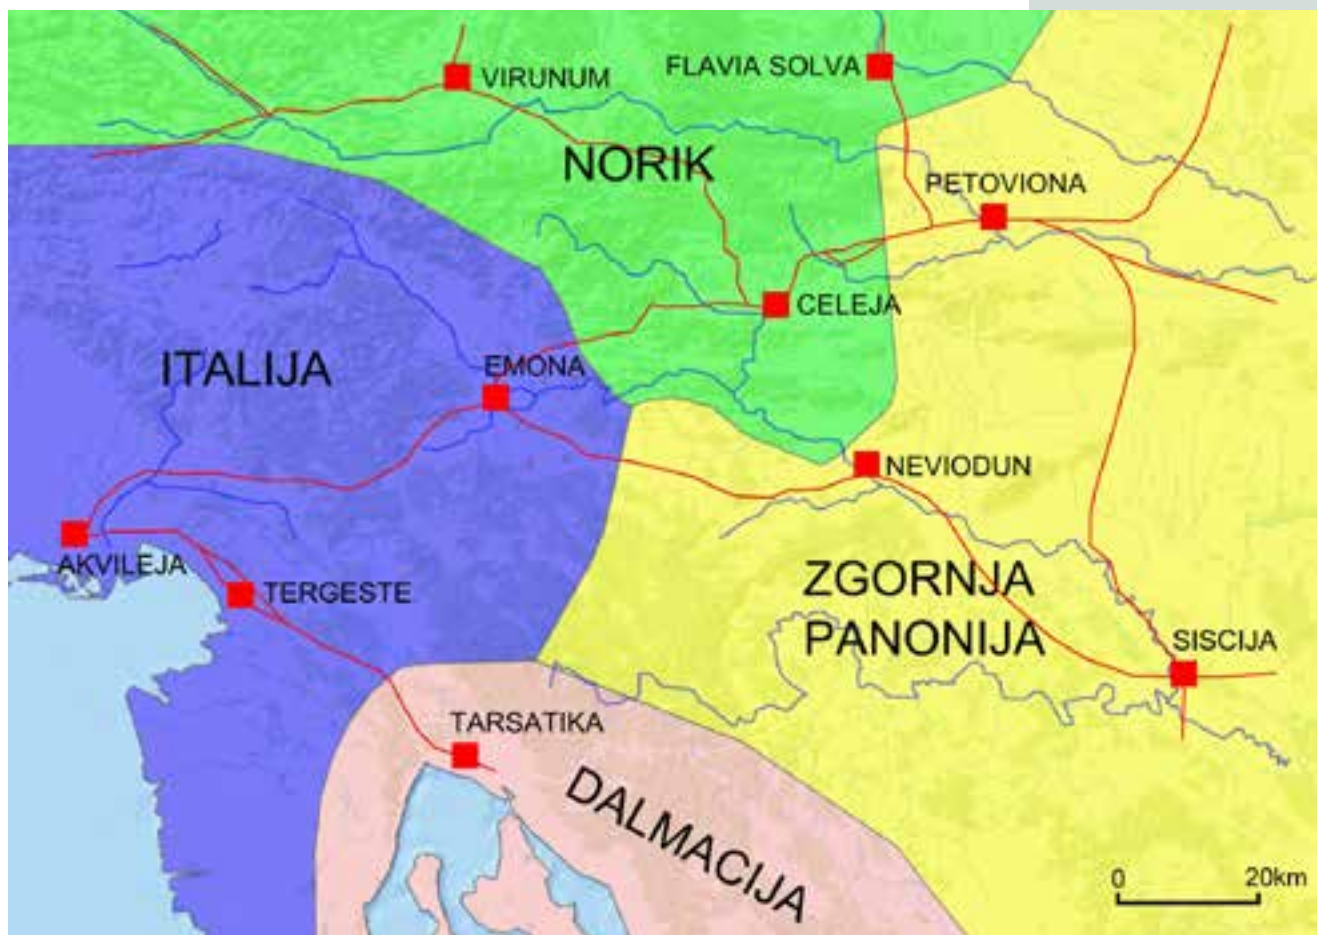 VIRUNUM
FLAVIA SOLVA
NORIK
PETOVIONA
CELEJA
ITALIJA
EMONA
NEVIODUN
AKVILEJA
TERGESTE
ZGORNJA
PANONIJA
SISCIJA
TARSATIKA
DALMACIJA
0 20km